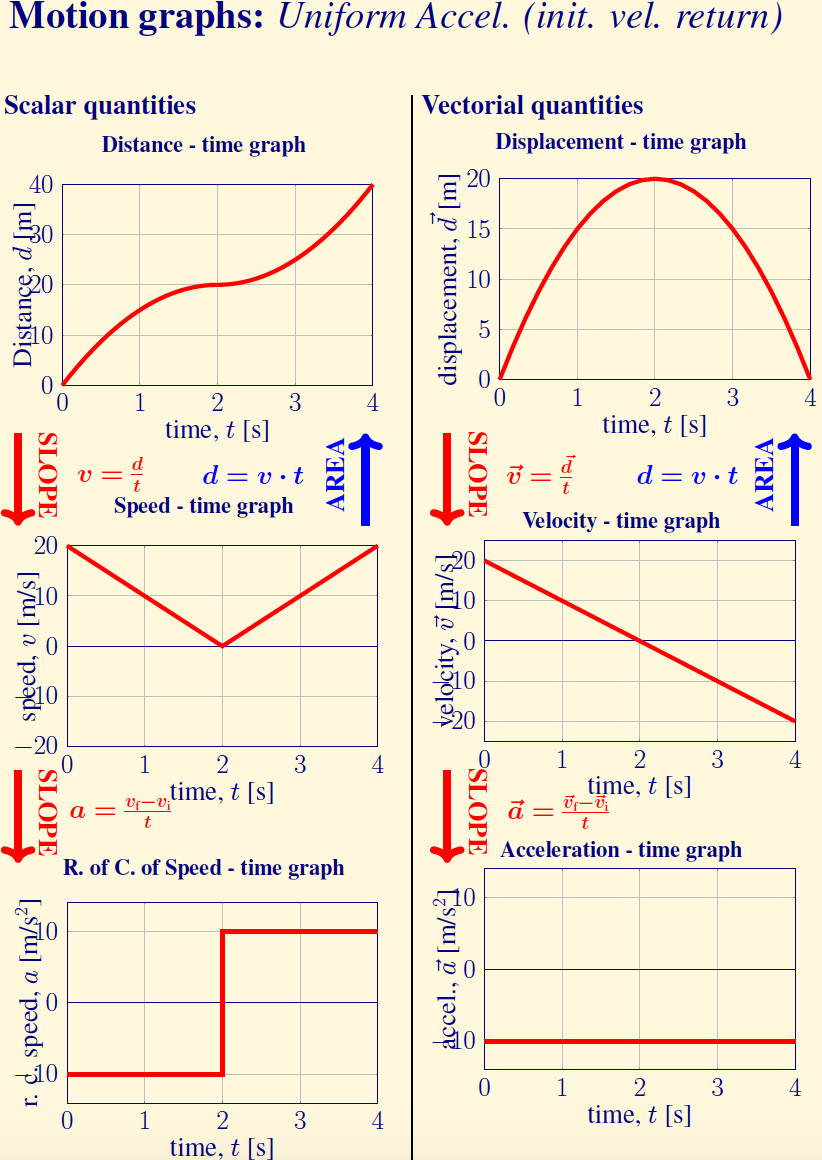 Motion graphs: Uniform Accel. (init. vel. return)
Scalar quantities
Distance - time graph
Distance, d [m]
40
30
20
10
0
0 1 2 3 4
time, t [s]
SLOPE
v = d/t
d = v · t
AREA
Speed - time graph
speed, v [m/s]
20
10
0
−10
−20
0 1 2 3 4
time, t [s]
SLOPE
a = (v_f−v_i)/t
R. of C. of Speed - time graph
r. c. speed, a [m/s²]
10
0
−10
0 1 2 3 4
time, t [s]
Vectorial quantities
Displacement - time graph
displacement, d⃗ [m]
20
15
10
5
0
0 1 2 3 4
time, t [s]
SLOPE
v⃗ = d⃗/t
d = v · t
AREA
Velocity - time graph
velocity, v⃗ [m/s]
20
10
0
−10
−20
0 1 2 3 4
time, t [s]
SLOPE
a⃗ = (v⃗_f−v⃗_i)/t
Acceleration - time graph
accel., a⃗ [m/s²]
10
0
−10
0 1 2 3 4
time, t [s]